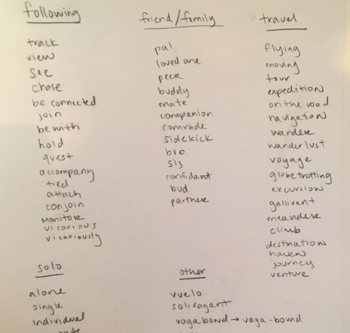 following
track
view
see
chase
be connected
join
be with
hold
quest
accompany
tied
attach
conjoin
monitor
vicarious
vicariously
friend/family
pal
loved one
peer
buddy
mate
companion
comrade
sidekick
bro
sis
confidant
bud
partner
travel
flying
moving
tour
expedition
on the road
navigation
wander
wanderlust
voyage
globetrotting
excursion
gallivant
meander
climb
destination
haven
journey
venture
solo
alone
single
individual
other
vuelo
solivagant
vagabond → vaga-bound